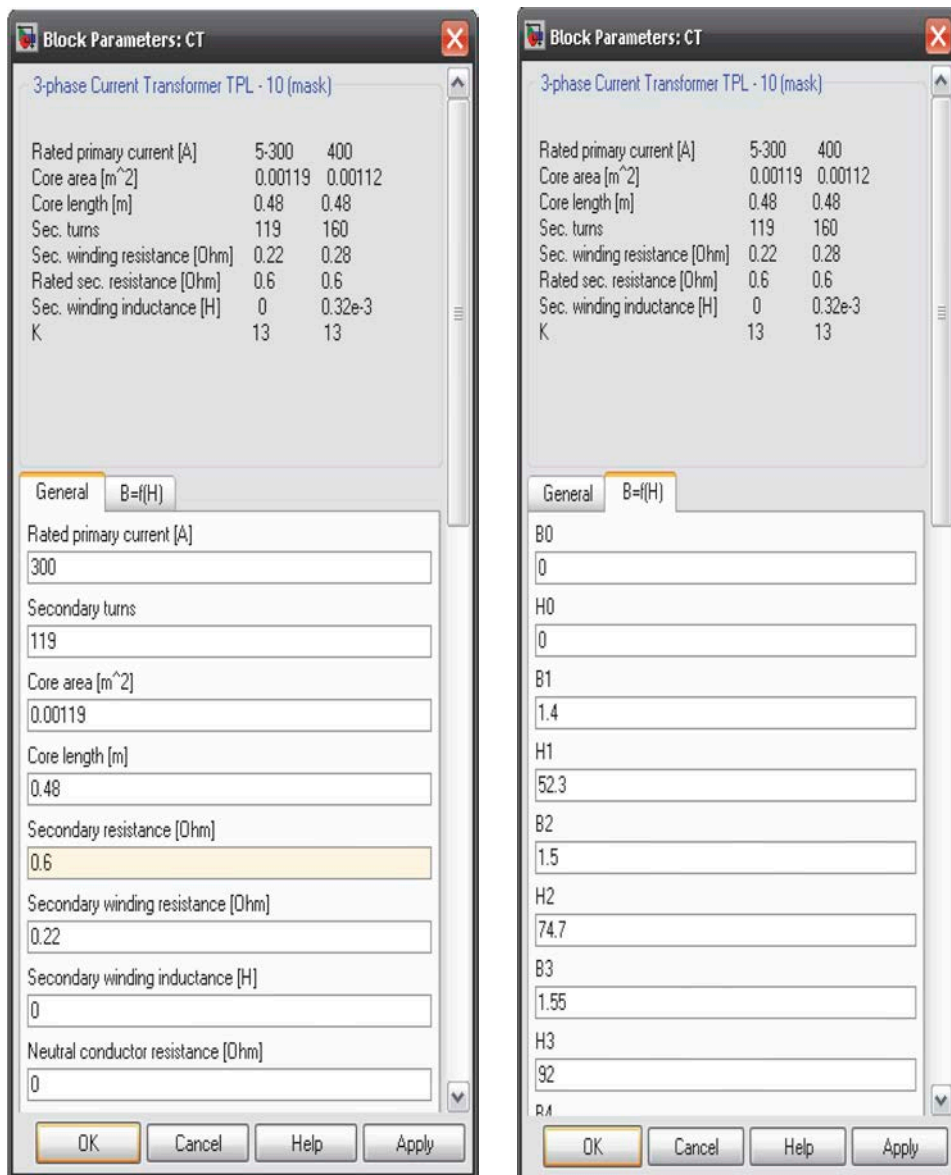 Block Parameters: CT
3-phase Current Transformer TPL - 10 (mask)
Rated primary current [A] 5-300 400
Core area [m^2] 0.00119 0.00112
Core length [m] 0.48 0.48
Sec. turns 119 160
Sec. winding resistance [Ohm] 0.22 0.28
Rated sec. resistance [Ohm] 0.6 0.6
Sec. winding inductance [H] 0 0.32e-3
K 13 13
General B=f(H)
Rated primary current [A]
300
Secondary turns
119
Core area [m^2]
0.00119
Core length [m]
0.48
Secondary resistance [Ohm]
0.6
Secondary winding resistance [Ohm]
0.22
Secondary winding inductance [H]
0
Neutral conductor resistance [Ohm]
0
OK Cancel Help Apply
Block Parameters: CT
3-phase Current Transformer TPL - 10 (mask)
Rated primary current [A] 5-300 400
Core area [m^2] 0.00119 0.00112
Core length [m] 0.48 0.48
Sec. turns 119 160
Sec. winding resistance [Ohm] 0.22 0.28
Rated sec. resistance [Ohm] 0.6 0.6
Sec. winding inductance [H] 0 0.32e-3
K 13 13
General B=f(H)
B0
0
H0
0
B1
1.4
H1
52.3
B2
1.5
H2
74.7
B3
1.55
H3
92
B4
OK Cancel Help Apply